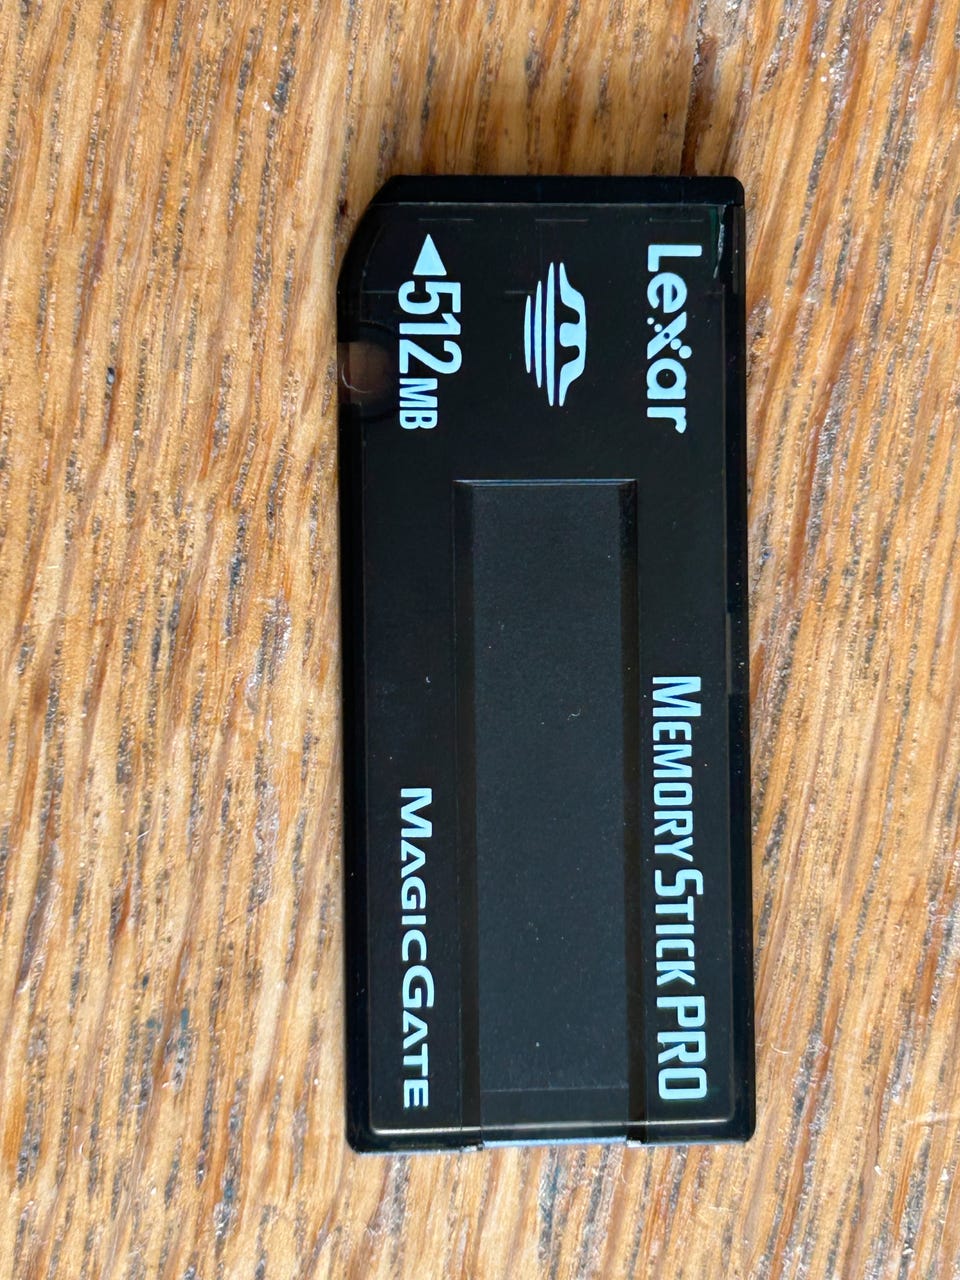 Lexar
MEMORY STICK PRO
512MB
MAGICGATE